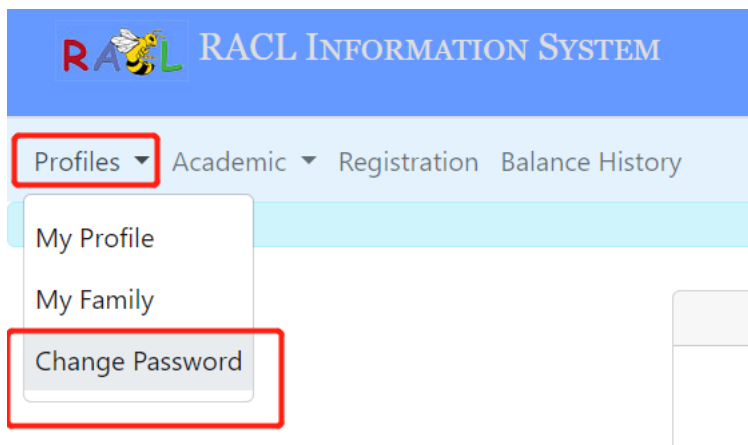 RACL RACL INFORMATION SYSTEM
Profiles Academic Registration Balance History
My Profile
My Family
Change Password